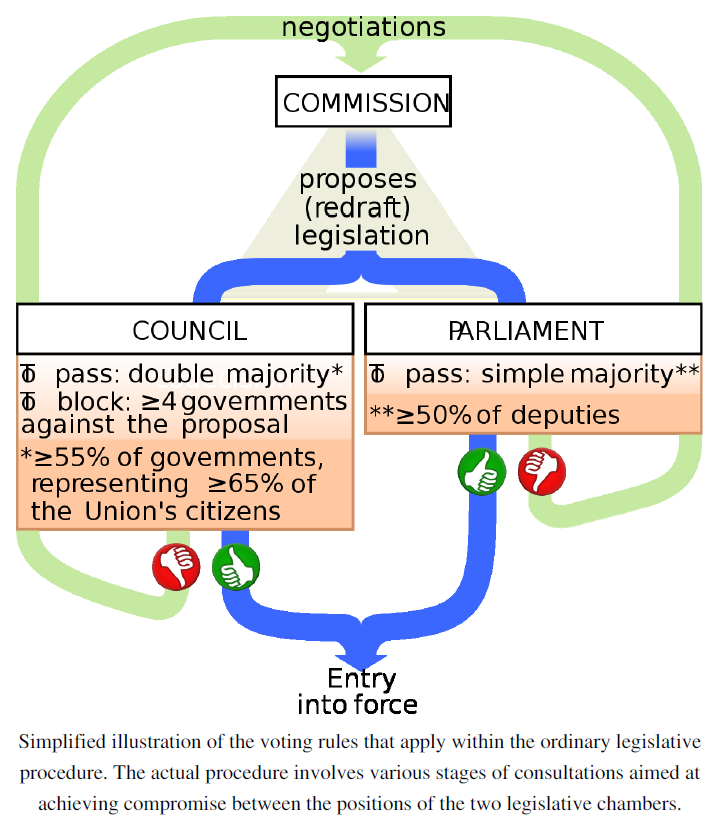 negotiations
COMMISSION
proposes
(redraft)
legislation
COUNCIL
To pass: double majority*
To block: ≥4 governments
against the proposal
*≥55% of governments,
representing ≥65% of
the Union's citizens
PARLIAMENT
To pass: simple majority**
**≥50% of deputies
Entry
into force
Simplified illustration of the voting rules that apply within the ordinary legislative
procedure. The actual procedure involves various stages of consultations aimed at
achieving compromise between the positions of the two legislative chambers.